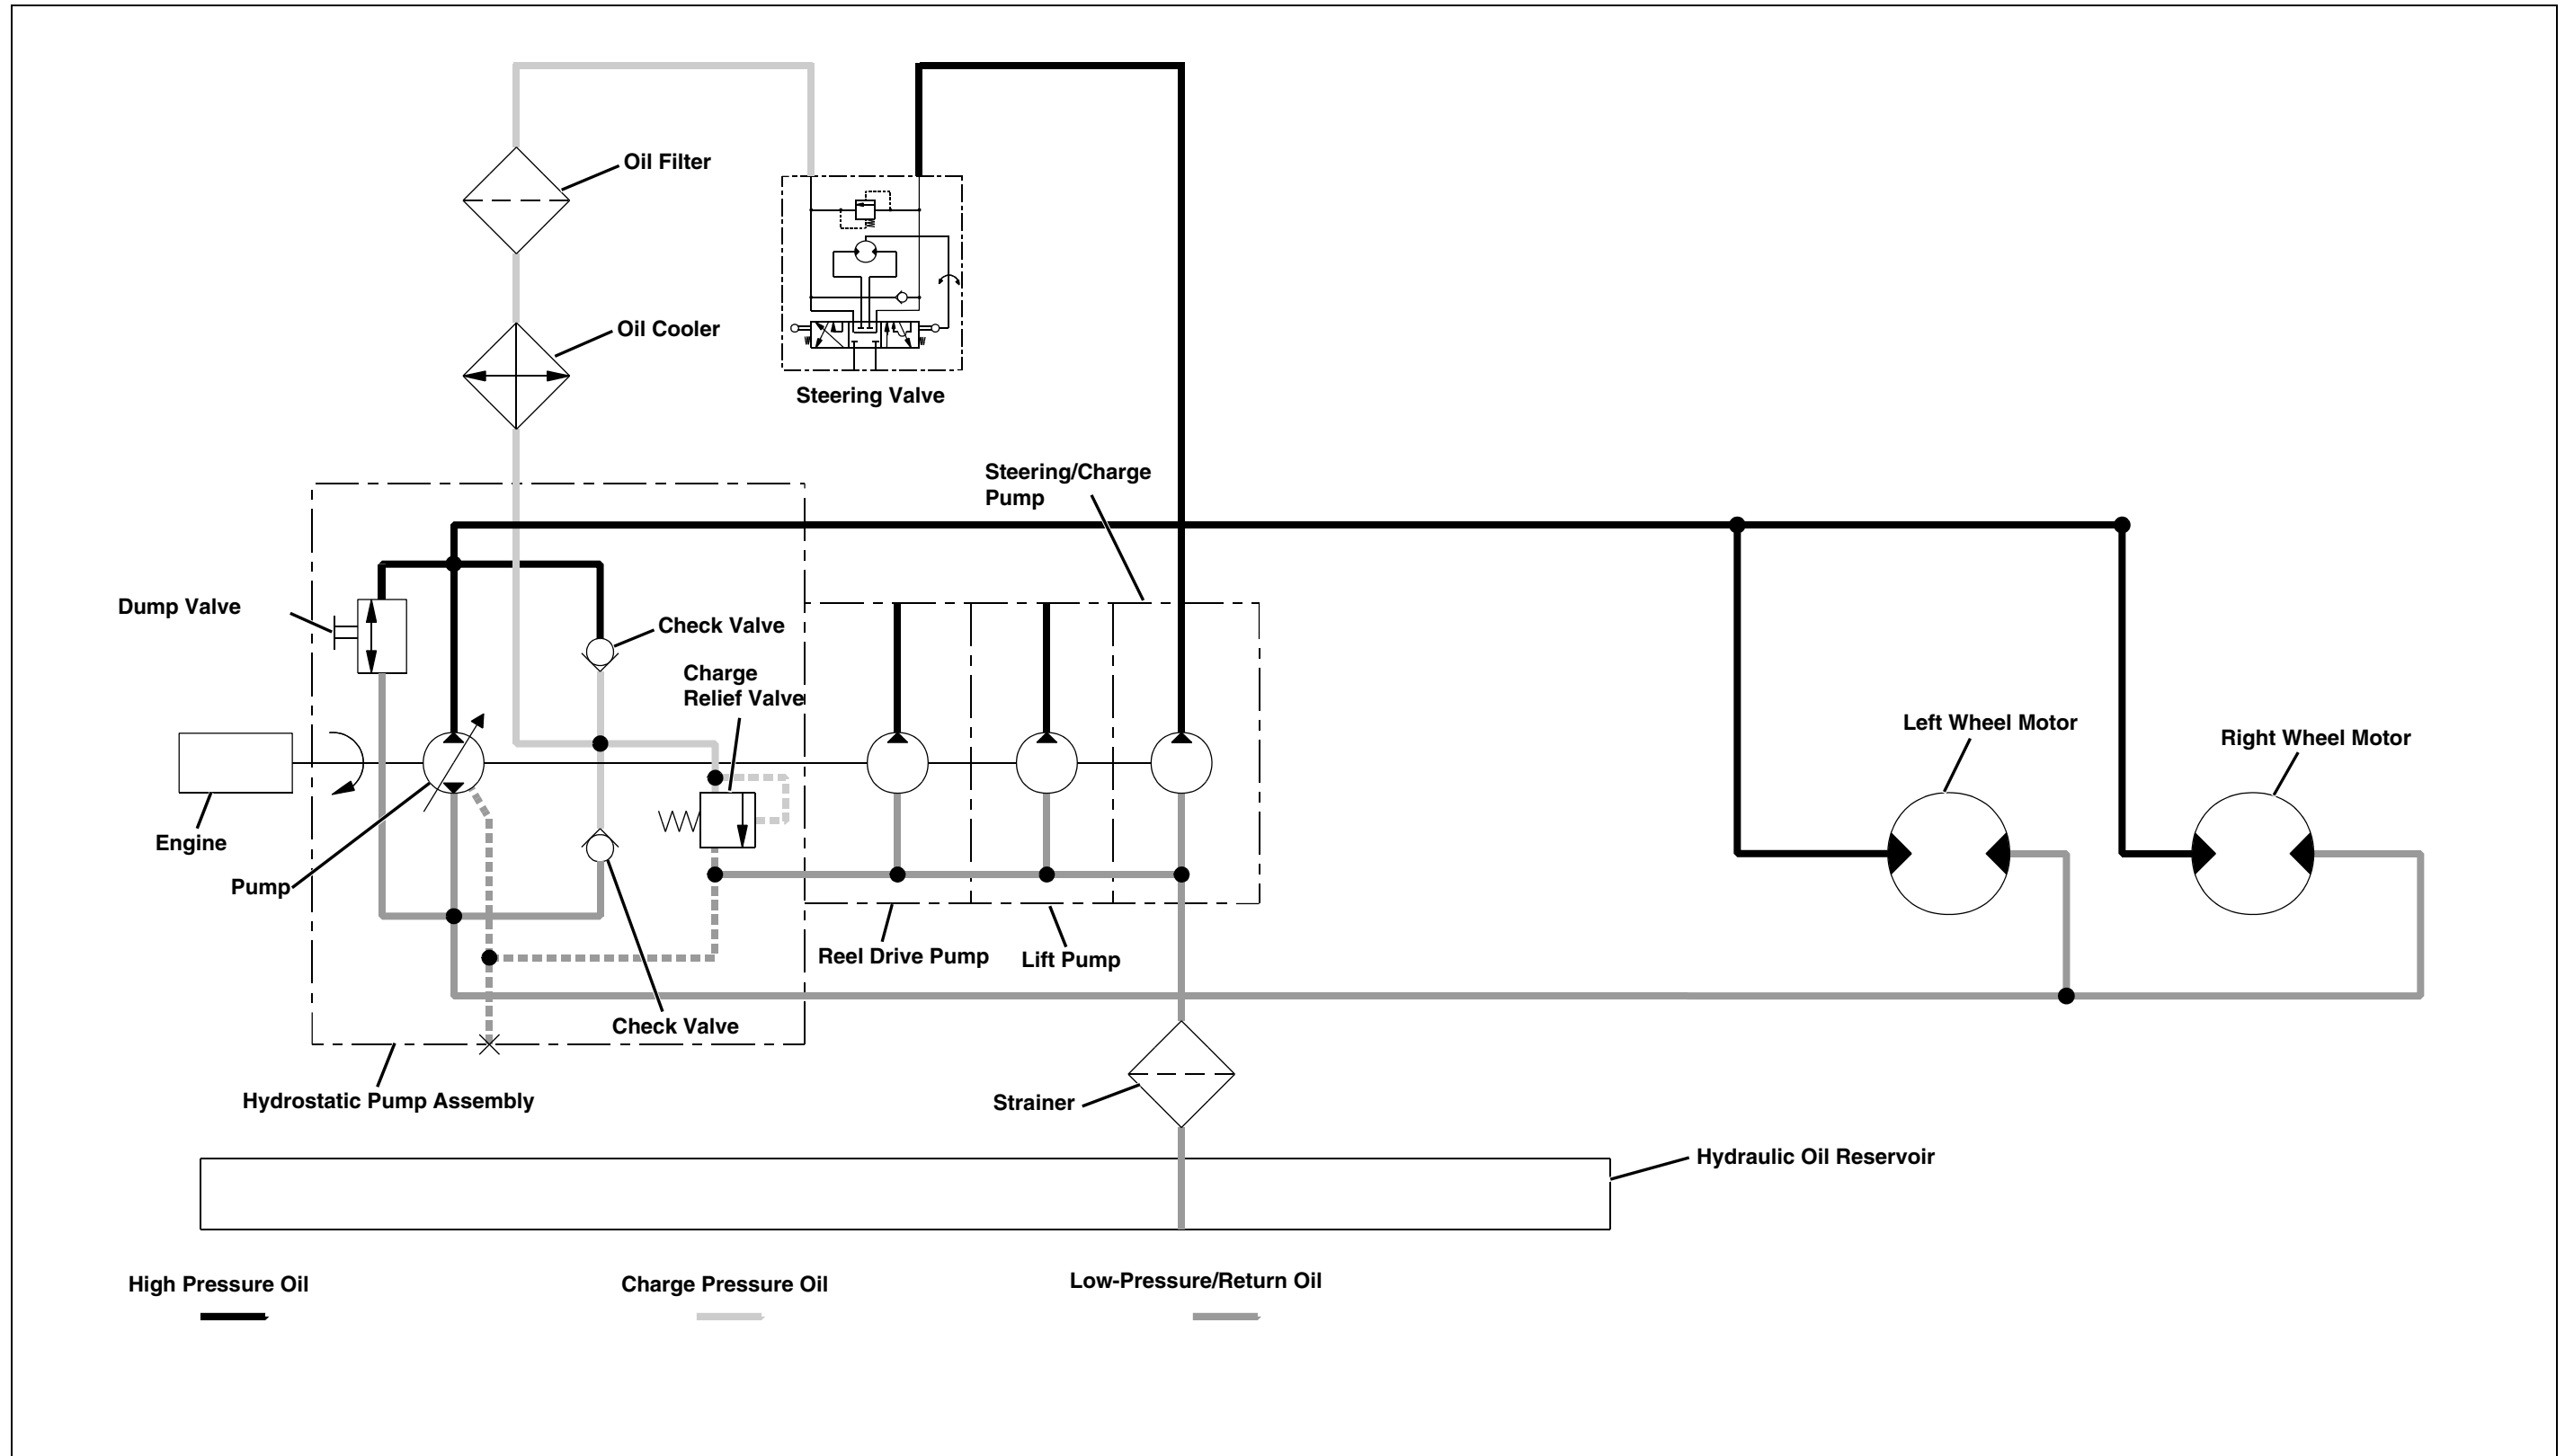 Oil Filter
Oil Cooler
Steering Valve
Steering/Charge
Pump
Dump Valve
Check Valve
Charge
Relief Valve
Left Wheel Motor
Right Wheel Motor
Engine
Pump
Reel Drive Pump
Lift Pump
Check Valve
Hydrostatic Pump Assembly
Strainer
Hydraulic Oil Reservoir
High Pressure Oil
Charge Pressure Oil
Low-Pressure/Return Oil